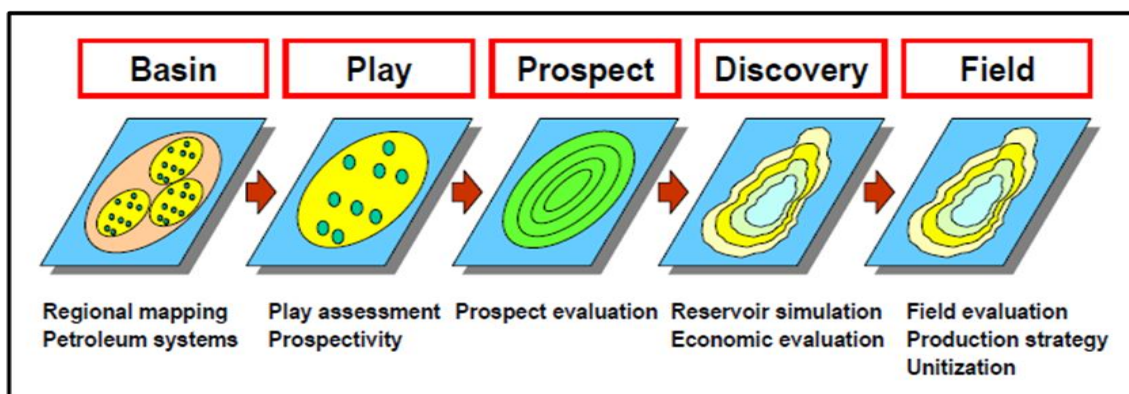 Basin
Play
Prospect
Discovery
Field
Regional mapping
Petroleum systems
Play assessment
Prospectivity
Prospect evaluation
Reservoir simulation
Economic evaluation
Field evaluation
Production strategy
Unitization